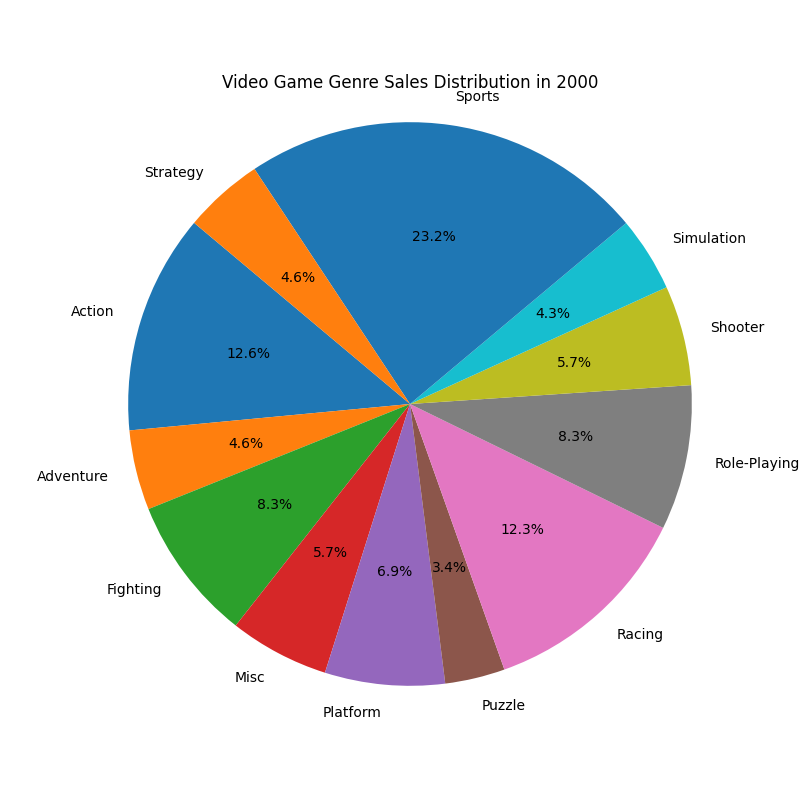 Video Game Genre Sales Distribution in 2000
Sports
23.2%
Strategy
4.6%
Action
12.6%
Adventure
4.6%
Fighting
8.3%
Misc
5.7%
Platform
6.9%
Puzzle
3.4%
Racing
12.3%
Role-Playing
8.3%
Shooter
5.7%
Simulation
4.3%